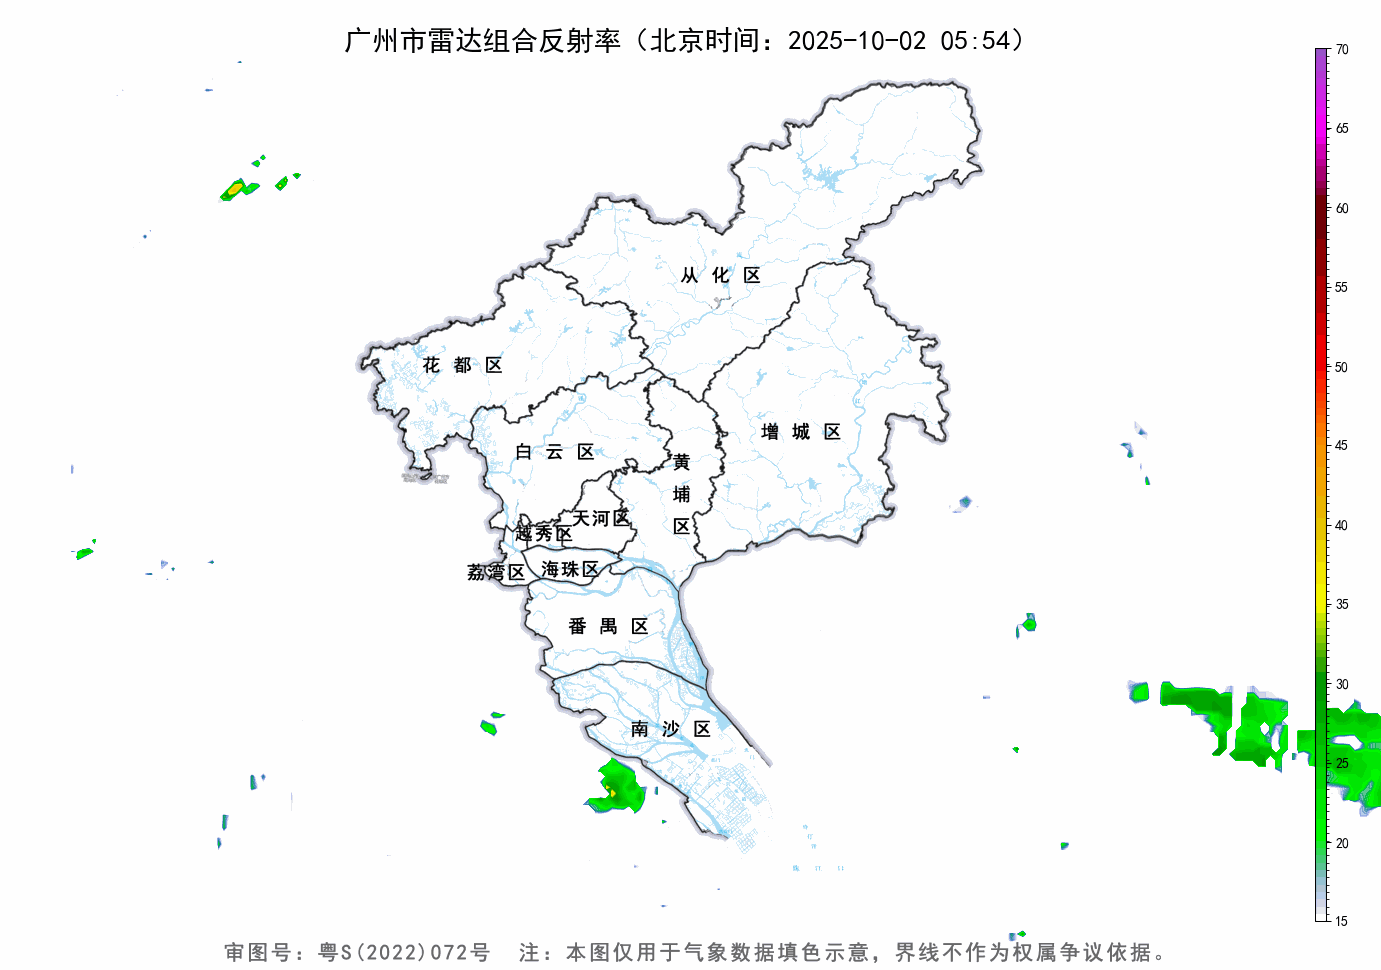 广州市雷达组合反射率（北京时间：2025-10-02 05:54）
70
65
60
55
50
45
40
35
30
25
20
15
从化区
花都区
增城区
白云区
黄埔区
天河区
越秀区
荔湾区
海珠区
番禺区
南沙区
审图号：粤S(2022)072号 注：本图仅用于气象数据填色示意，界线不作为权属争议依据。